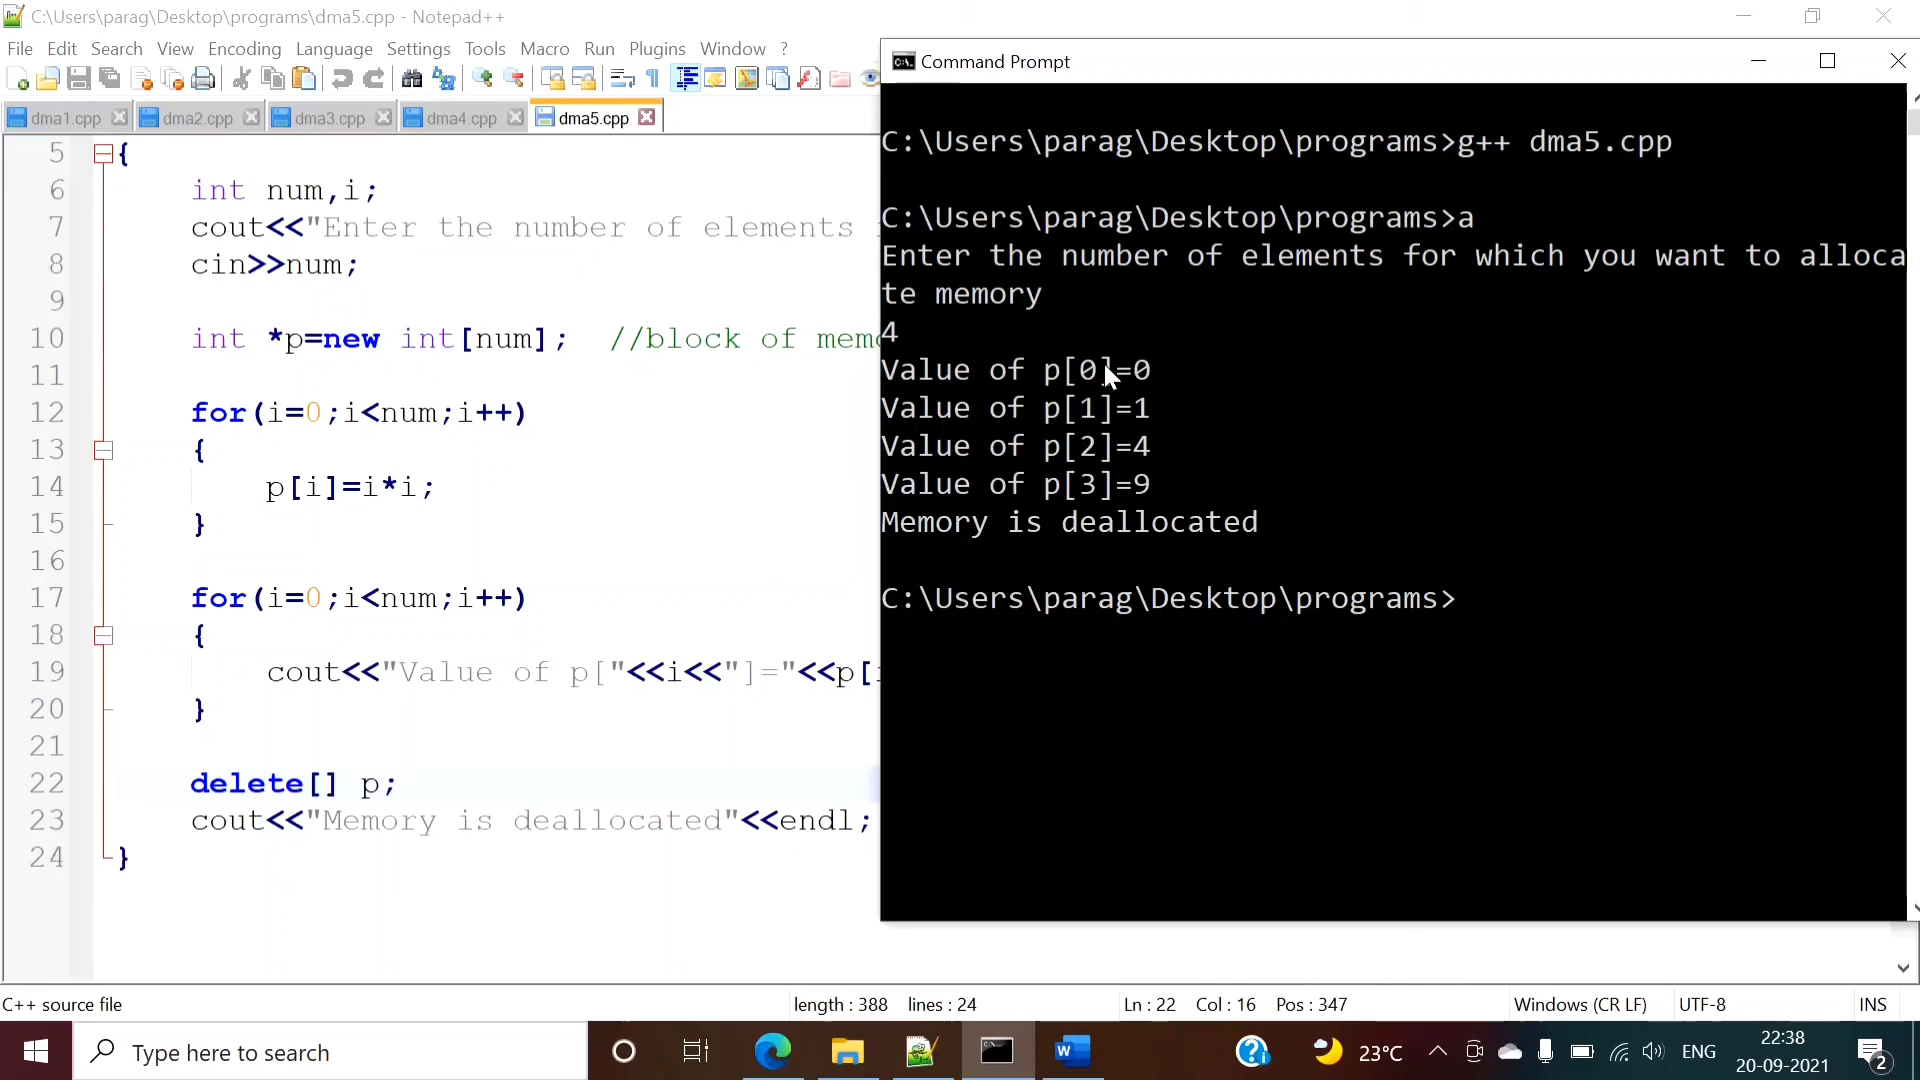 C:\Users\parag\Desktop\programs\dma5.cpp - Notepad++
File Edit Search View Encoding Language Settings Tools Macro Run Plugins Window ?
dma1.cpp dma2.cpp dma3.cpp dma4.cpp dma5.cpp
5 {
6 int num,i;
7 cout<<"Enter the number of elements
8 cin>>num;
9
10 int *p=new int[num]; //block of mem
11
12 for(i=0;i<num;i++)
13 {
14 p[i]=i*i;
15 }
16
17 for(i=0;i<num;i++)
18 {
19 cout<<"Value of p["<<i<<"]="<<p[
20 }
21
22 delete[] p;
23 cout<<"Memory is deallocated"<<endl;
24 }
Command Prompt
C:\Users\parag\Desktop\programs>g++ dma5.cpp
C:\Users\parag\Desktop\programs>a
Enter the number of elements for which you want to alloca
te memory
4
Value of p[0]=0
Value of p[1]=1
Value of p[2]=4
Value of p[3]=9
Memory is deallocated
C:\Users\parag\Desktop\programs>
C++ source file length : 388 lines : 24 Ln : 22 Col : 16 Pos : 347 Windows (CR LF) UTF-8 INS
Type here to search 23°C ENG 22:38
20-09-2021 2